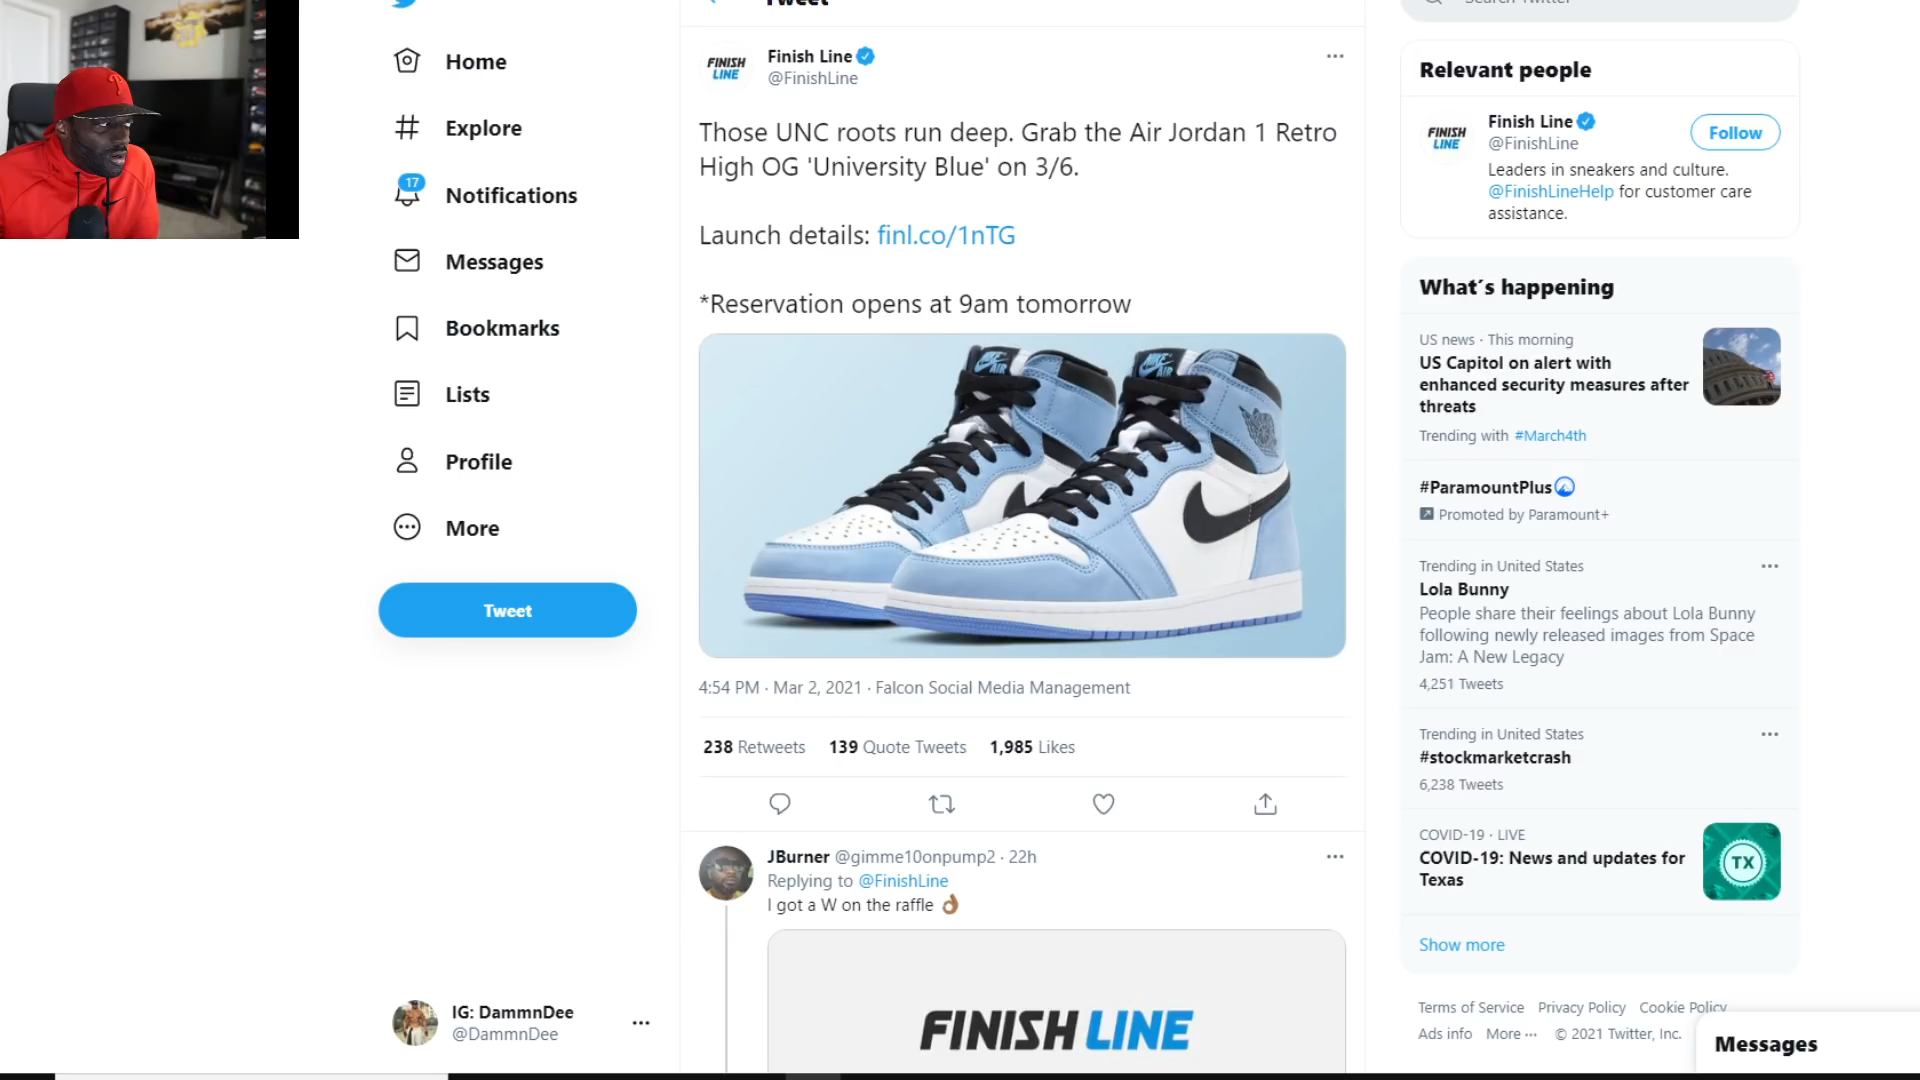 Tweet
Home
Explore
17
Notifications
Messages
Bookmarks
Lists
Profile
More
Tweet
IG: DammnDee
@DammnDee
FINISH
LINE
Finish Line
@FinishLine
Those UNC roots run deep. Grab the Air Jordan 1 Retro
High OG 'University Blue' on 3/6.
Launch details: finl.co/1nTG
*Reservation opens at 9am tomorrow
NIKE
AIR
NIKE
AIR
4:54 PM · Mar 2, 2021 · Falcon Social Media Management
238 Retweets 139 Quote Tweets 1,985 Likes
JBurner @gimme10onpump2 · 22h
Replying to @FinishLine
I got a W on the raffle 👌🏾
FINISH LINE
Search Twitter
Relevant people
FINISH
LINE
Finish Line
@FinishLine
Follow
Leaders in sneakers and culture.
@FinishLineHelp for customer care
assistance.
What's happening
US news · This morning
US Capitol on alert with
enhanced security measures after
threats
Trending with #March4th
#ParamountPlus
Promoted by Paramount+
Trending in United States
Lola Bunny
People share their feelings about Lola Bunny
following newly released images from Space
Jam: A New Legacy
4,251 Tweets
Trending in United States
#stockmarketcrash
6,238 Tweets
COVID-19 · LIVE
COVID-19: News and updates for
Texas
TX
Show more
Terms of Service Privacy Policy Cookie Policy
Ads info More ··· © 2021 Twitter, Inc.
Messages